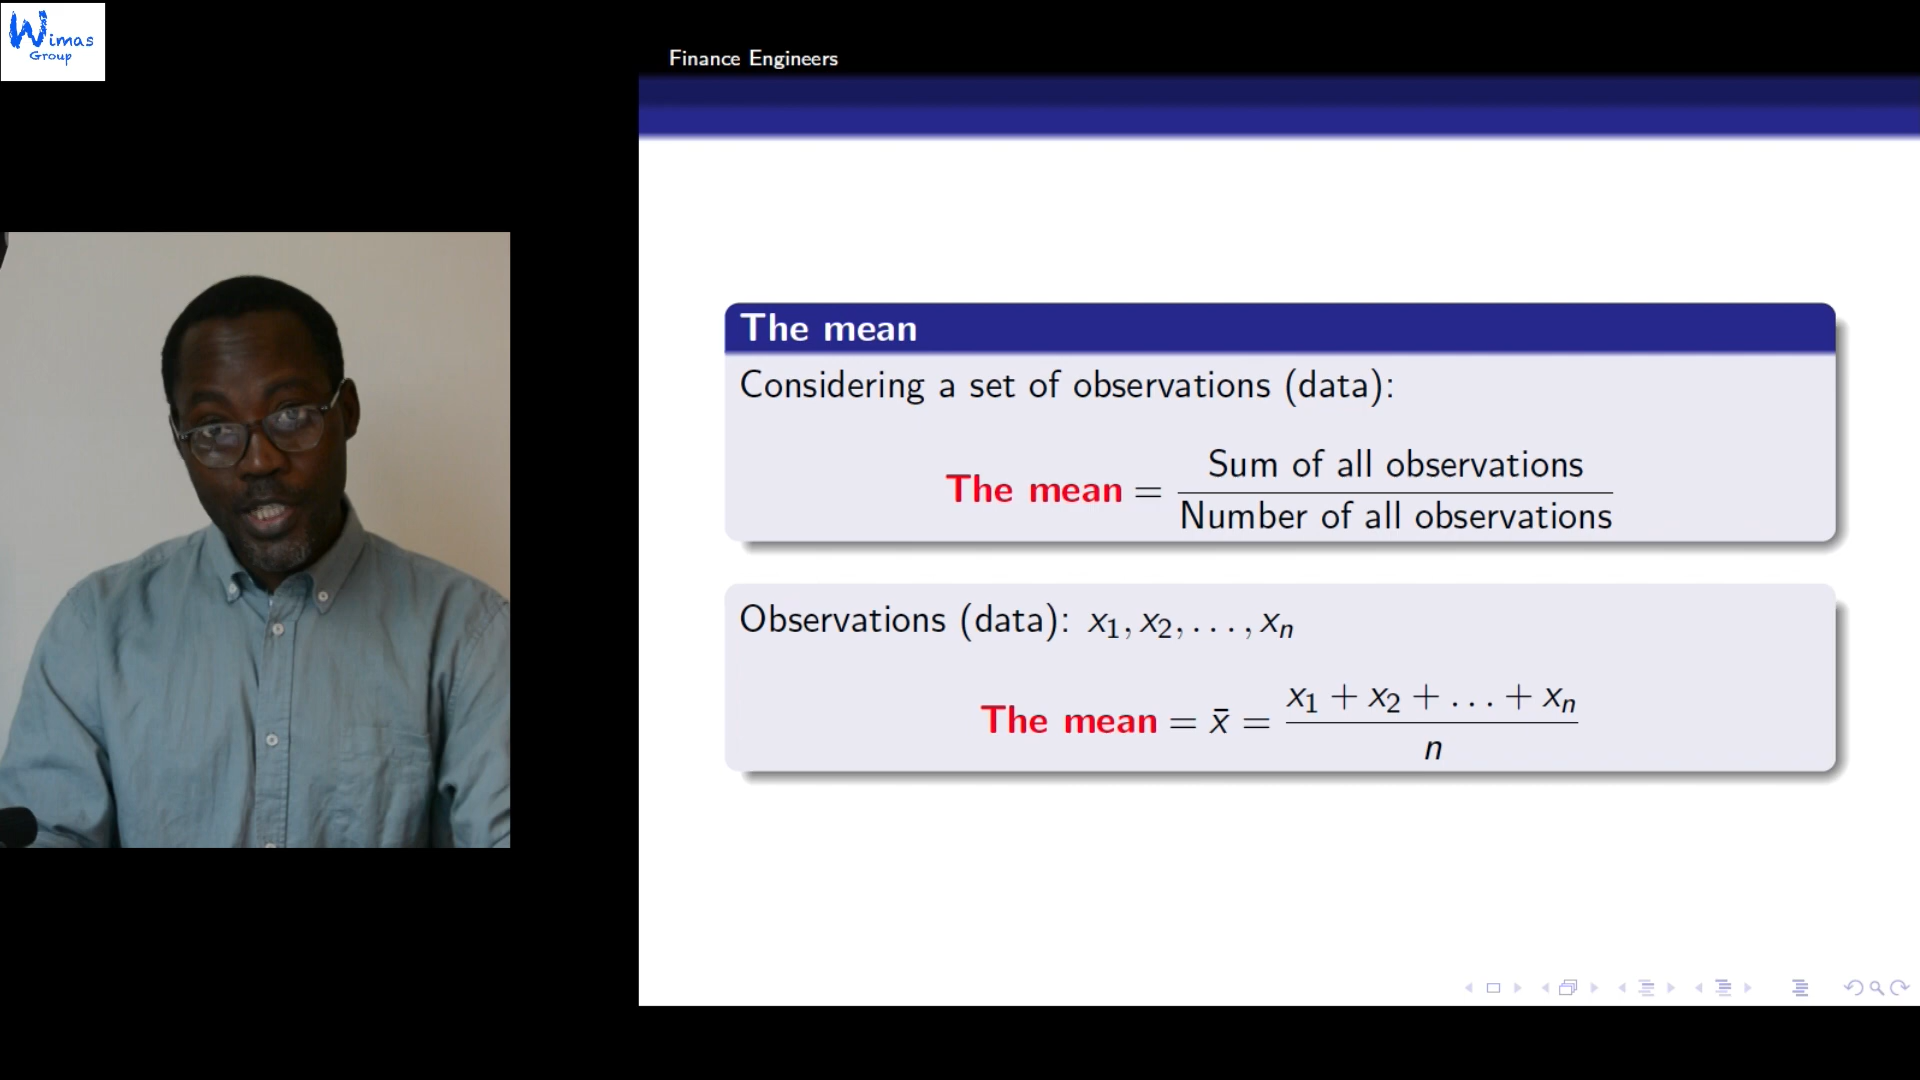 Wimas
Group
Finance Engineers
The mean
Considering a set of observations (data):
The mean = Sum of all observations / Number of all observations
Observations (data): x₁, x₂, . . . , xₙ
The mean = x̄ = (x₁ + x₂ + . . . + xₙ) / n